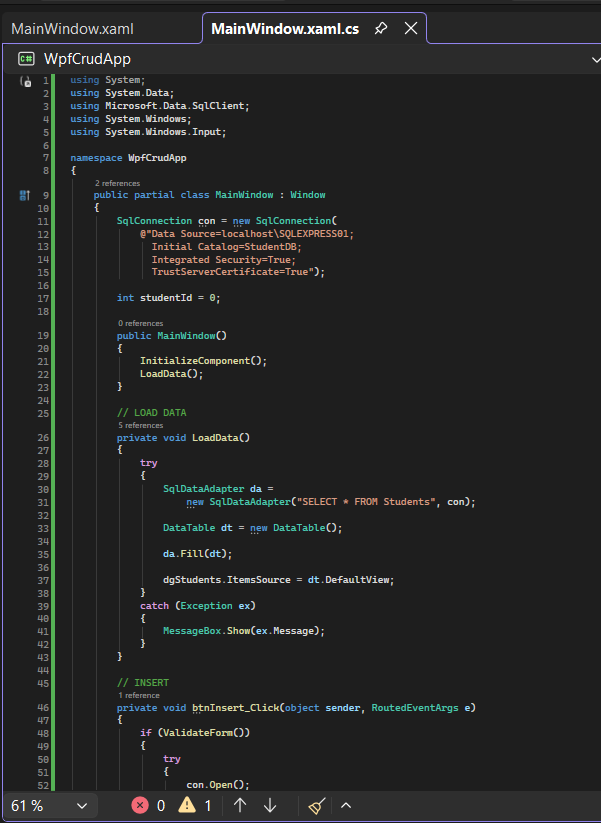 MainWindow.xaml
MainWindow.xaml.cs
C# WpfCrudApp
1 using System;
2 using System.Data;
3 using Microsoft.Data.SqlClient;
4 using System.Windows;
5 using System.Windows.Input;
6
7 namespace WpfCrudApp
8 {
2 references
9 public partial class MainWindow : Window
10 {
11 SqlConnection con = new SqlConnection(
12 @"Data Source=localhost\SQLEXPRESS01;
13 Initial Catalog=StudentDB;
14 Integrated Security=True;
15 TrustServerCertificate=True");
16
17 int studentId = 0;
18
0 references
19 public MainWindow()
20 {
21 InitializeComponent();
22 LoadData();
23 }
24
25 // LOAD DATA
5 references
26 private void LoadData()
27 {
28 try
29 {
30 SqlDataAdapter da =
31 new SqlDataAdapter("SELECT * FROM Students", con);
32
33 DataTable dt = new DataTable();
34
35 da.Fill(dt);
36
37 dgStudents.ItemsSource = dt.DefaultView;
38 }
39 catch (Exception ex)
40 {
41 MessageBox.Show(ex.Message);
42 }
43 }
44
45 // INSERT
1 reference
46 private void btnInsert_Click(object sender, RoutedEventArgs e)
47 {
48 if (ValidateForm())
49 {
50 try
51 {
52 con.Open();
61 % 0 1